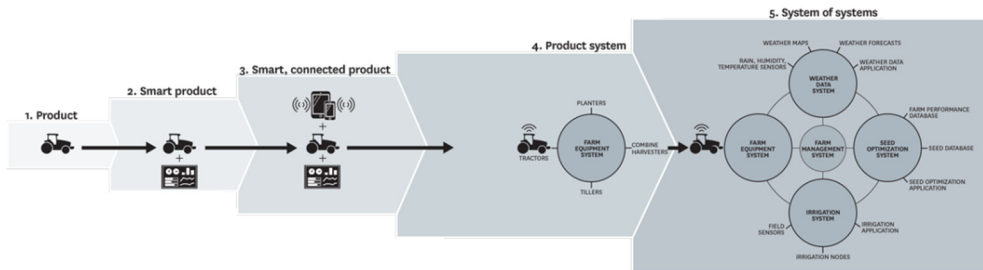 1. Product
2. Smart product
3. Smart, connected product
4. Product system
5. System of systems
+
+
+
PLANTERS
TRACTORS
FARM
EQUIPMENT
SYSTEM
COMBINE
HARVESTERS
TILLERS
WEATHER MAPS
WEATHER FORECASTS
RAIN, HUMIDITY,
TEMPERATURE SENSORS
WEATHER DATA
APPLICATION
WEATHER
DATA
SYSTEM
FARM PERFORMANCE
DATABASE
FARM
EQUIPMENT
SYSTEM
FARM
MANAGEMENT
SYSTEM
SEED
OPTIMIZATION
SYSTEM
SEED DATABASE
SEED OPTIMIZATION
APPLICATION
IRRIGATION
SYSTEM
FIELD
SENSORS
IRRIGATION
APPLICATION
IRRIGATION NODES